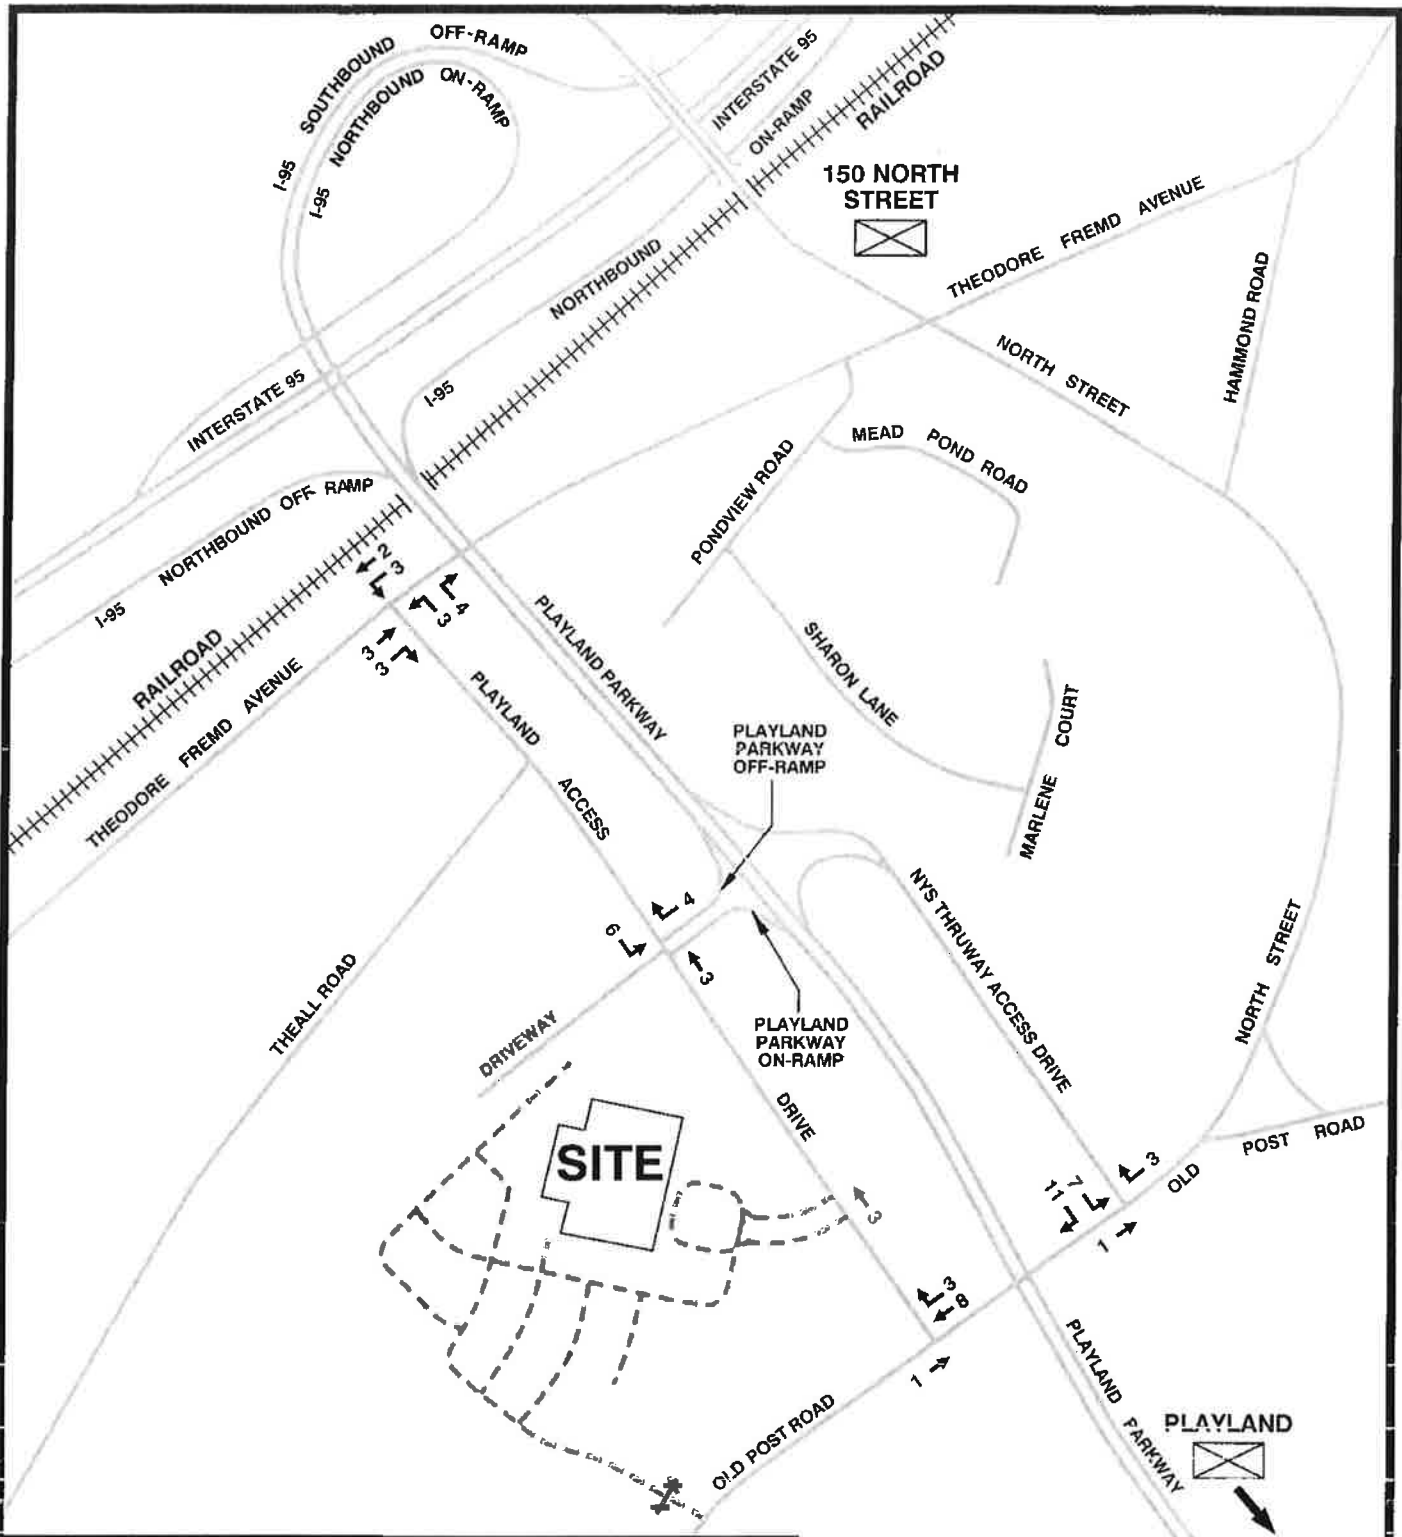 OFF-RAMP
I-95 SOUTHBOUND
I-95 NORTHBOUND ON-RAMP
INTERSTATE 95
ON-RAMP
RAILROAD
150 NORTH
STREET
THEODORE FREMD AVENUE
HAMMOND ROAD
NORTH STREET
I-95 NORTHBOUND
INTERSTATE 95
MEAD POND ROAD
PONDVIEW ROAD
I-95 NORTHBOUND OFF RAMP
2
3
4
3
3
3
RAILROAD
THEODORE FREMD AVENUE
PLAYLAND PARKWAY
SHARON LANE
MARLENE COURT
PLAYLAND ACCESS DRIVE
PLAYLAND
PARKWAY
OFF-RAMP
4
6
3
NYS THRUWAY ACCESS DRIVE
NORTH STREET
THEALL ROAD
DRIVEWAY
PLAYLAND
PARKWAY
ON-RAMP
SITE
3
POST ROAD
OLD
3
7
11
1
3
8
1
OLD POST ROAD
PLAYLAND PARKWAY
PLAYLAND